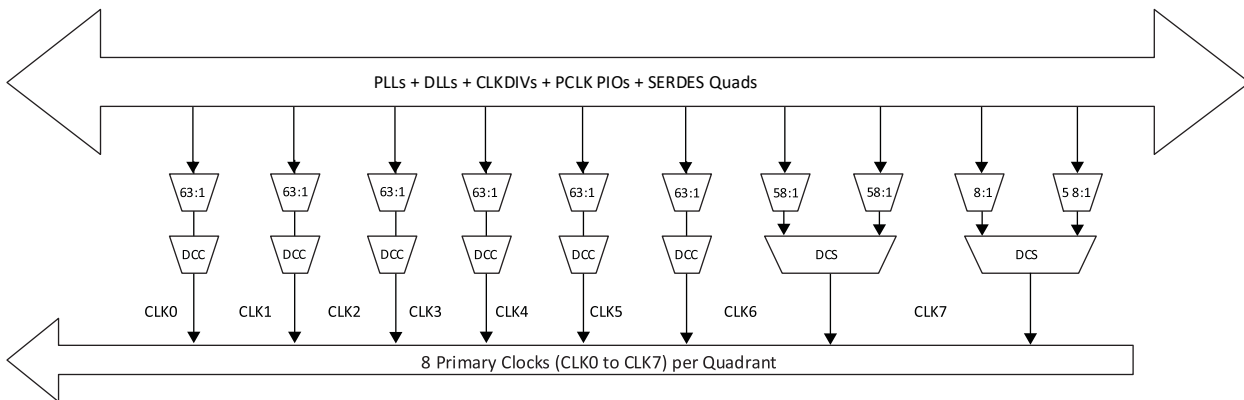 PLLs + DLLs + CLKDIVs + PCLK PIOs + SERDES Quads
63:1 63:1 63:1 63:1 63:1 63:1 58:1 58:1 8:1 5 8:1
DCC DCC DCC DCC DCC DCC DCS DCS
CLK0 CLK1 CLK2 CLK3 CLK4 CLK5 CLK6 CLK7
8 Primary Clocks (CLK0 to CLK7) per Quadrant